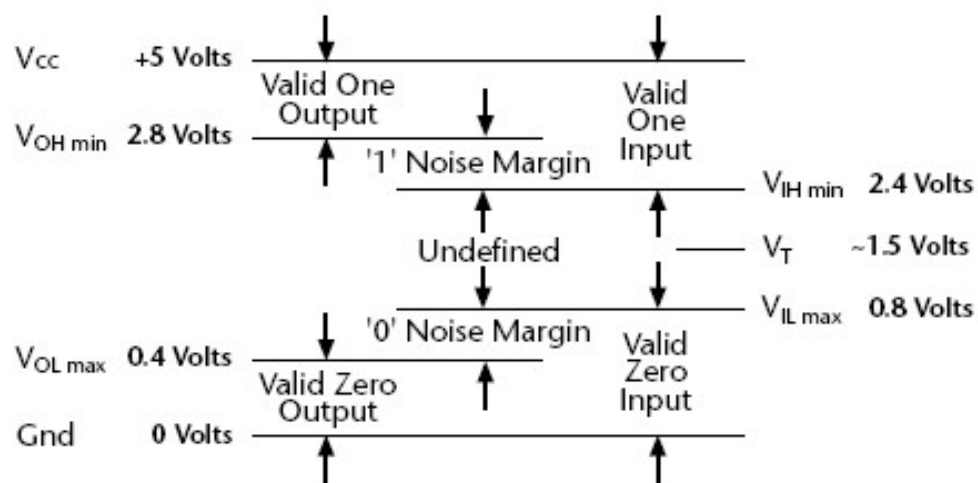 Vcc +5 Volts
Valid One
Output
Valid
One
Input
VOH min 2.8 Volts
'1' Noise Margin
VIH min 2.4 Volts
Undefined
VT ~1.5 Volts
VIL max 0.8 Volts
'0' Noise Margin
VOL max 0.4 Volts
Valid Zero
Output
Valid
Zero
Input
Gnd 0 Volts